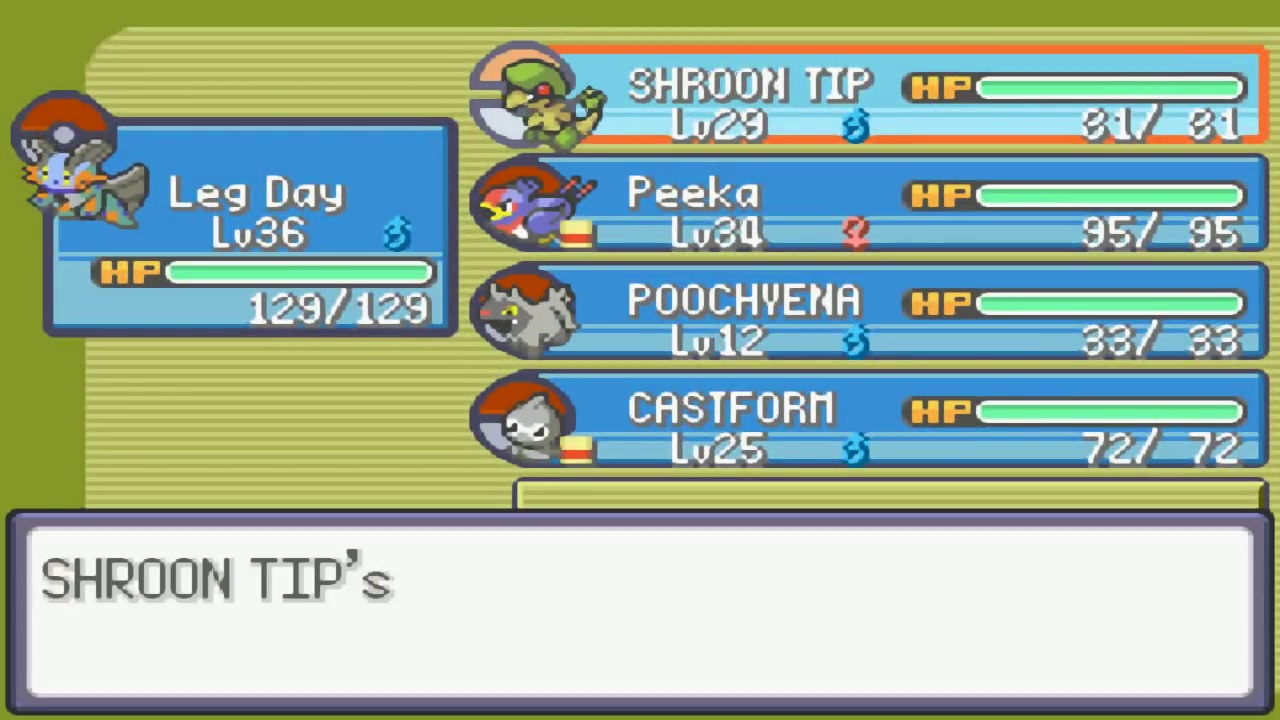 Leg Day
Lv36
HP
129/129
SHROON TIP
HP
Lv29
81/ 81
Peeka
HP
Lv34
95/ 95
POOCHYENA
HP
Lv12
33/ 33
CASTFORM
HP
Lv25
72/ 72
SHROON TIP's